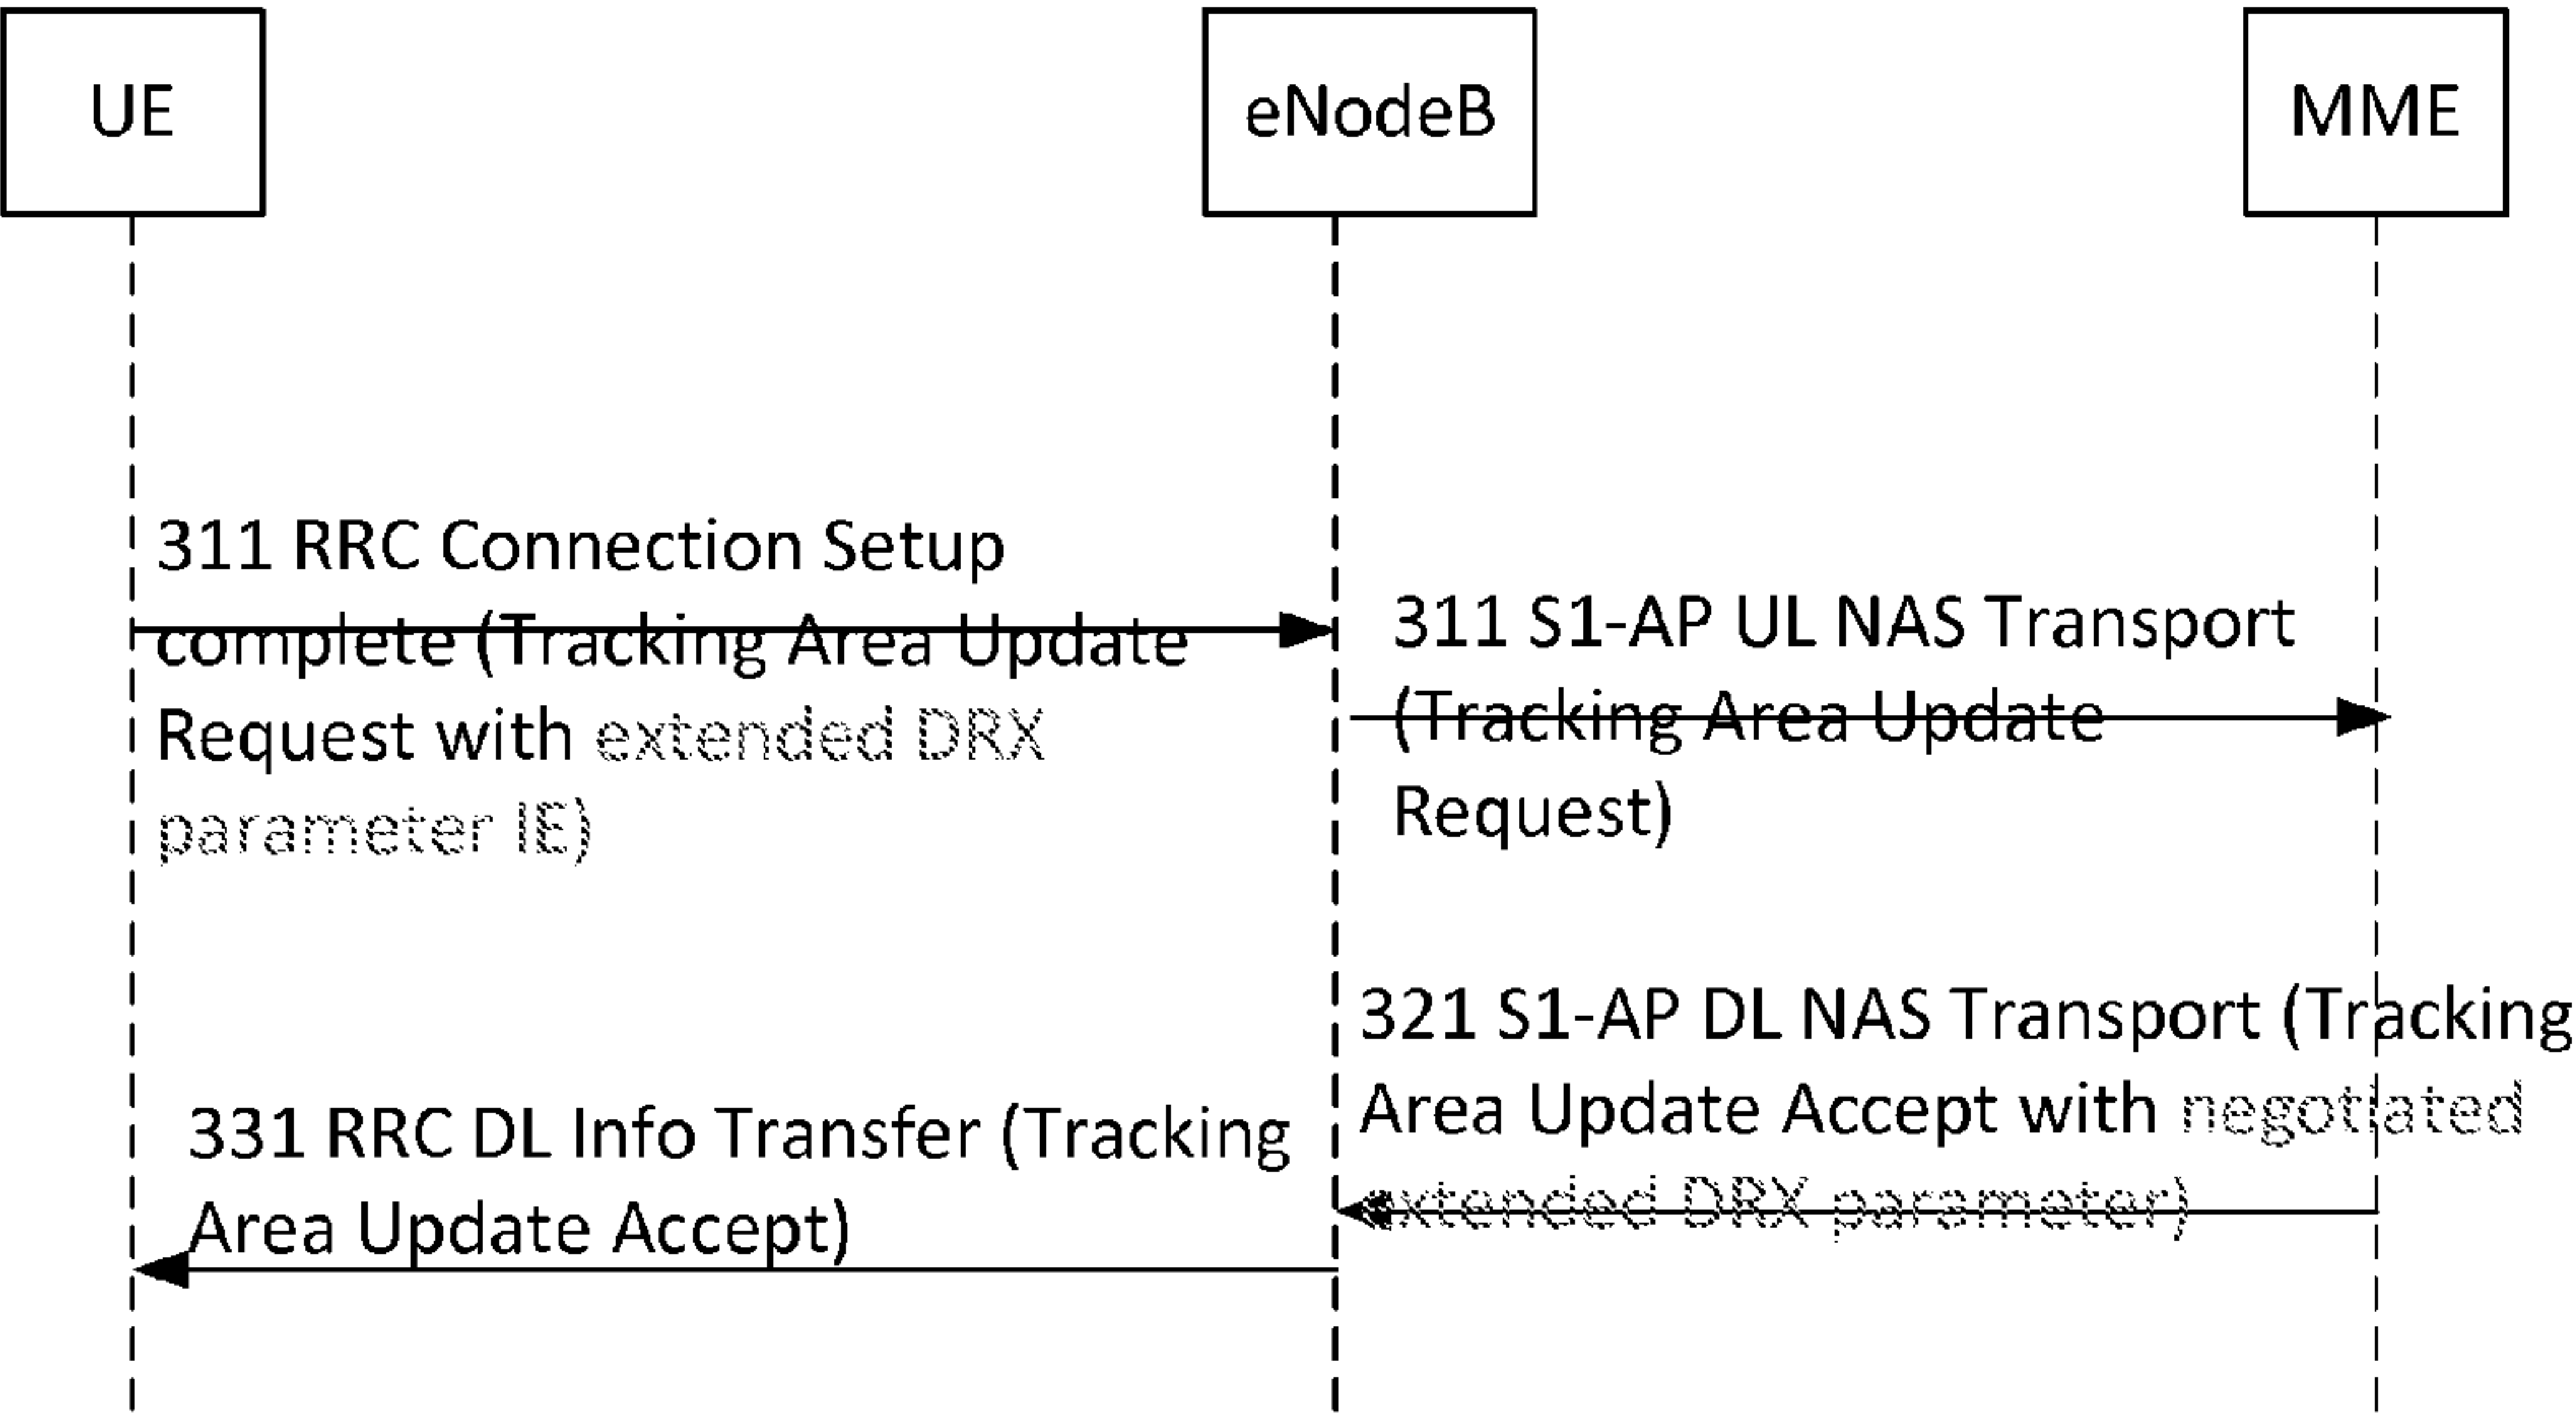 UE
eNodeB
MME
311 RRC Connection Setup
complete (Tracking Area Update
Request with extended DRX
parameter IE)
311 S1-AP UL NAS Transport
(Tracking Area Update
Request)
321 S1-AP DL NAS Transport (Tracking
Area Update Accept with negotiated
extended DRX parameter)
331 RRC DL Info Transfer (Tracking
Area Update Accept)